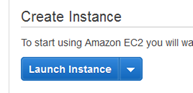 Create Instance
To start using Amazon EC2 you will wa
Launch Instance